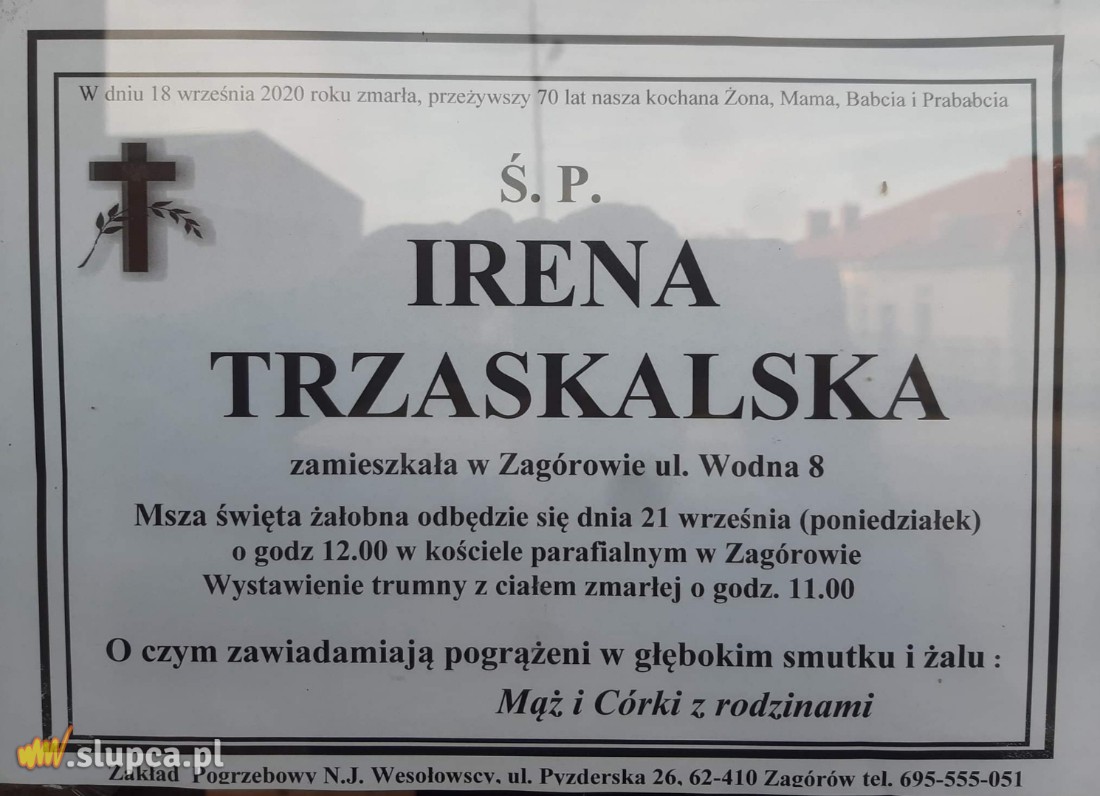 W dniu 18 września 2020 roku zmarła, przeżywszy 70 lat nasza kochana Żona, Mama, Babcia i Prababcia
Ś. P.
IRENA
TRZASKALSKA
zamieszkała w Zagórowie ul. Wodna 8
Msza święta żałobna odbędzie się dnia 21 września (poniedziałek)
o godz 12.00 w kościele parafialnym w Zagórowie
Wystawienie trumny z ciałem zmarłej o godz. 11.00
O czym zawiadamiają pogrążeni w głębokim smutku i żalu :
Mąż i Córki z rodzinami
www.slupca.pl
Zakład Pogrzebowy N.J. Wesołowscy, ul. Pyzderska 26, 62-410 Zagórów tel. 695-555-051